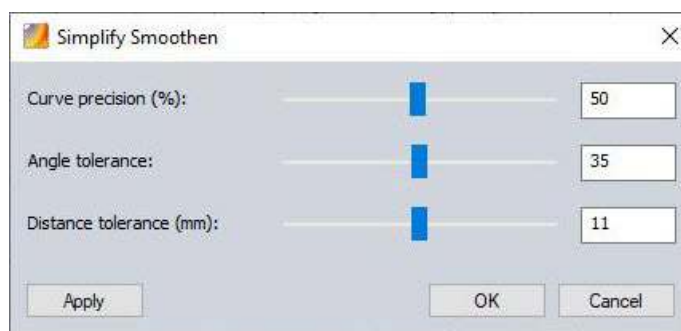 Simplify Smoothen
Curve precision (%): 50
Angle tolerance: 35
Distance tolerance (mm): 11
Apply OK Cancel